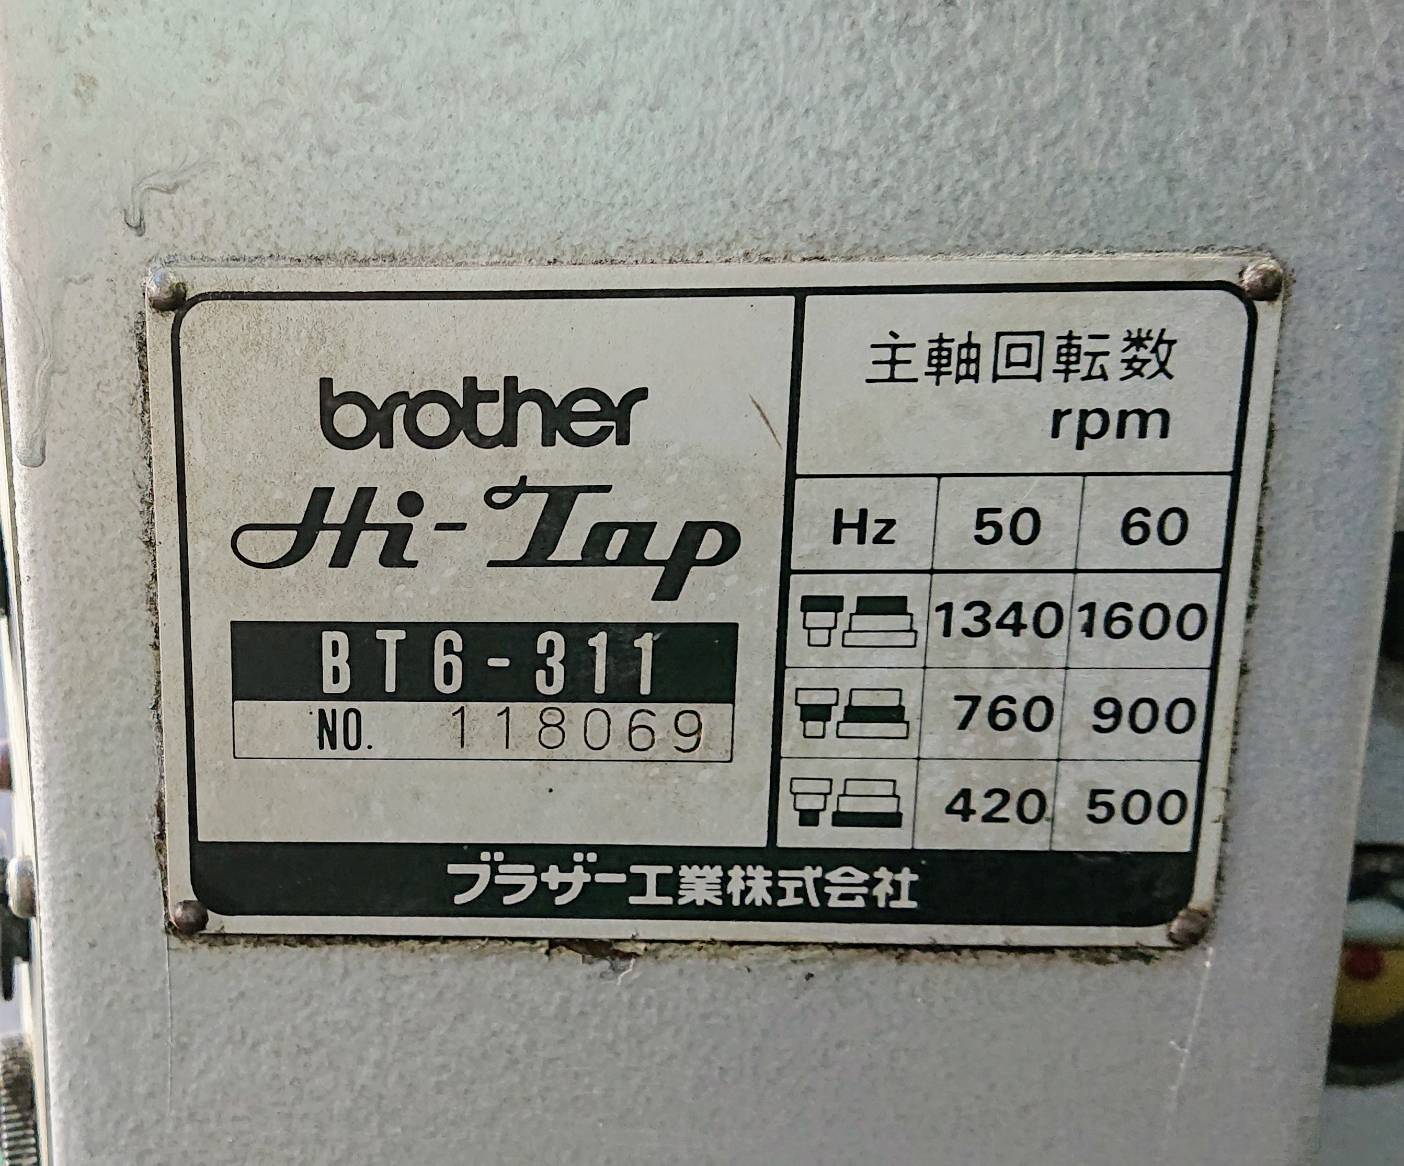 brother
Hi-Tap
BT6-311
NO. 118069
主軸回転数
rpm
Hz 50 60
1340 1600
760 900
420 500
ブラザー工業株式会社